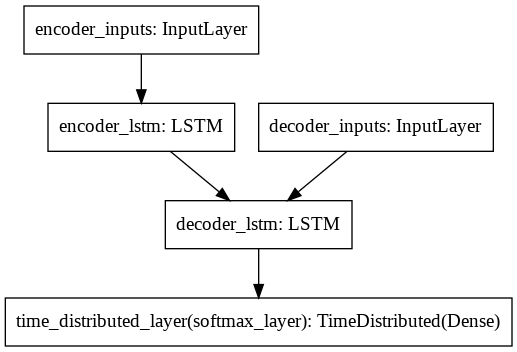 encoder_inputs: InputLayer
encoder_lstm: LSTM
decoder_inputs: InputLayer
decoder_lstm: LSTM
time_distributed_layer(softmax_layer): TimeDistributed(Dense)